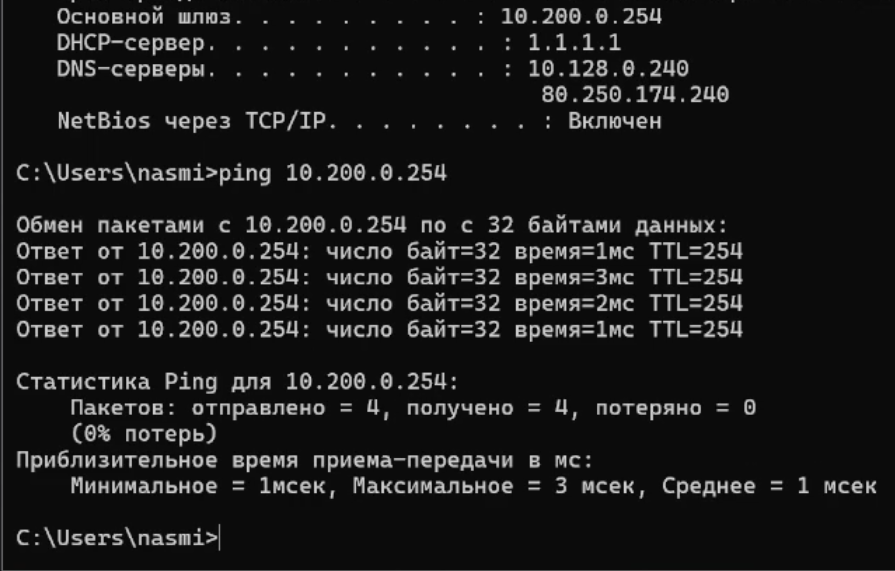 Основной шлюз. . . . . . . . . : 10.200.0.254
DHCP-сервер. . . . . . . . . . . : 1.1.1.1
DNS-серверы. . . . . . . . . . . : 10.128.0.240
80.250.174.240
NetBios через TCP/IP. . . . . . . . : Включен
C:\Users\nasmi>ping 10.200.0.254
Обмен пакетами с 10.200.0.254 по с 32 байтами данных:
Ответ от 10.200.0.254: число байт=32 время=1мс TTL=254
Ответ от 10.200.0.254: число байт=32 время=3мс TTL=254
Ответ от 10.200.0.254: число байт=32 время=2мс TTL=254
Ответ от 10.200.0.254: число байт=32 время=1мс TTL=254
Статистика Ping для 10.200.0.254:
Пакетов: отправлено = 4, получено = 4, потеряно = 0
(0% потерь)
Приблизительное время приема-передачи в мс:
Минимальное = 1мсек, Максимальное = 3 мсек, Среднее = 1 мсек
C:\Users\nasmi>